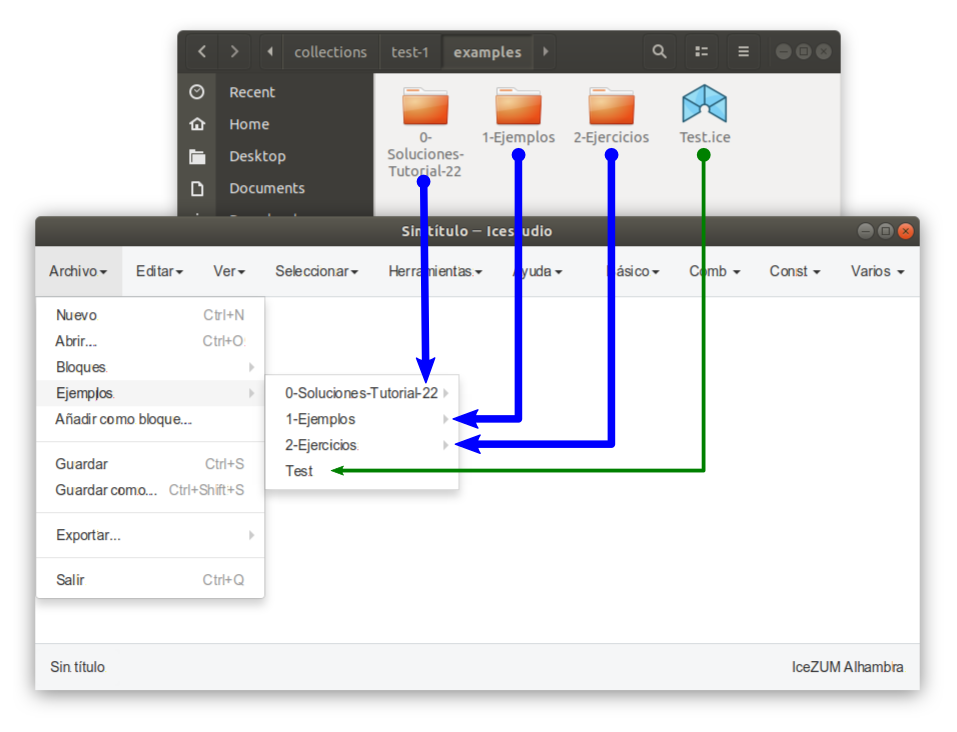 collections test-1 examples
Recent
Home
Desktop
Documents
0-
Soluciones-
Tutorial-22
1-Ejemplos
2-Ejercicios
Test.ice
Sin título – Icestudio
Archivo Editar Ver Seleccionar Herramientas Ayuda Básico Comb Const Varios
Nuevo Ctrl+N
Abrir... Ctrl+O
Bloques
Ejemplos
Añadir como bloque...
Guardar Ctrl+S
Guardar como... Ctrl+Shift+S
Exportar...
Salir Ctrl+Q
0-Soluciones-Tutorial-22
1-Ejemplos
2-Ejercicios
Test
Sin título
IceZUM Alhambra